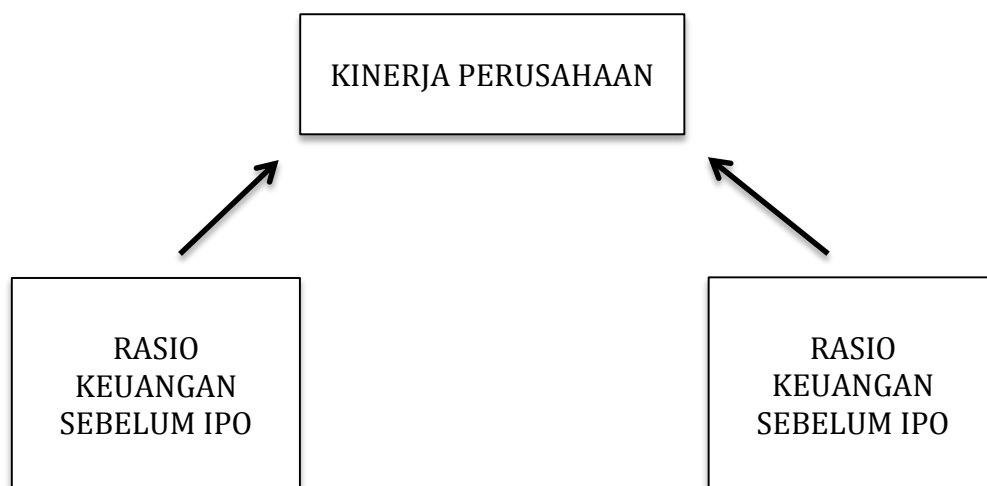 KINERJA PERUSAHAAN
RASIO
KEUANGAN
SEBELUM IPO
RASIO
KEUANGAN
SEBELUM IPO